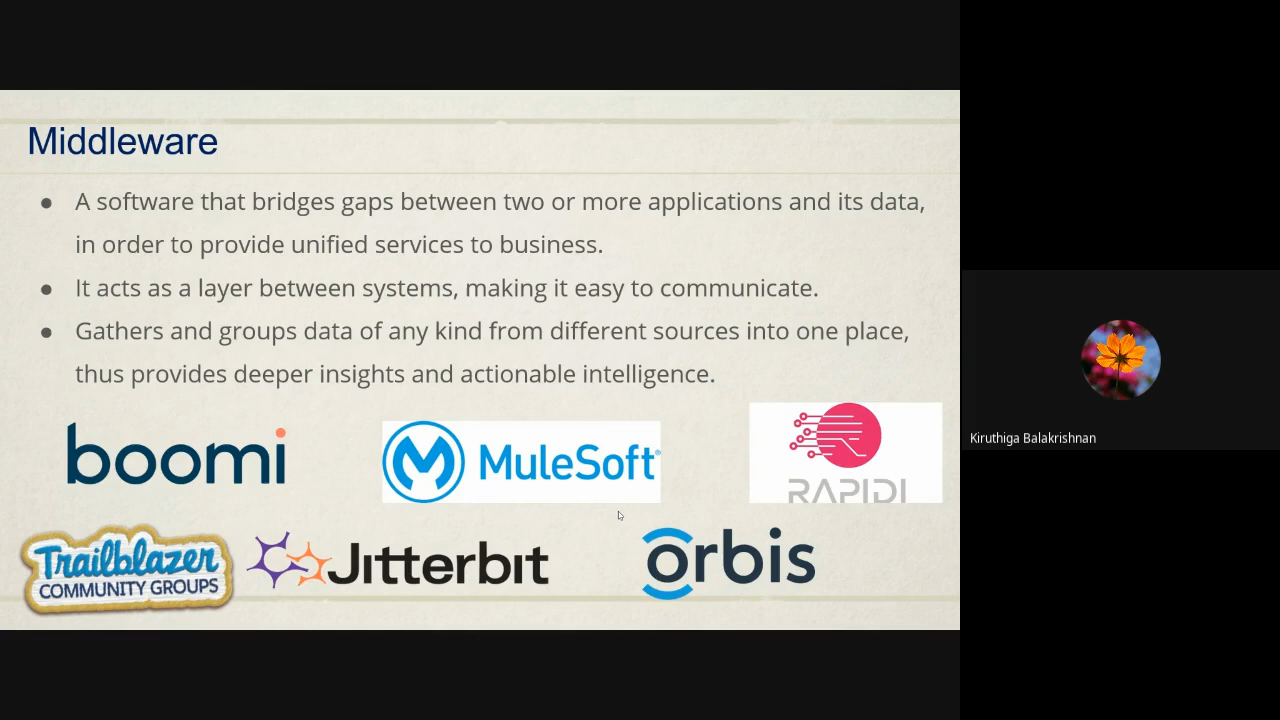 Middleware
● A software that bridges gaps between two or more applications and its data,
in order to provide unified services to business.
● It acts as a layer between systems, making it easy to communicate.
● Gathers and groups data of any kind from different sources into one place,
thus provides deeper insights and actionable intelligence.
boomi
MuleSoft®
RAPIDI
Trailblazer
COMMUNITY GROUPS
Jitterbit
orbis
Kiruthiga Balakrishnan